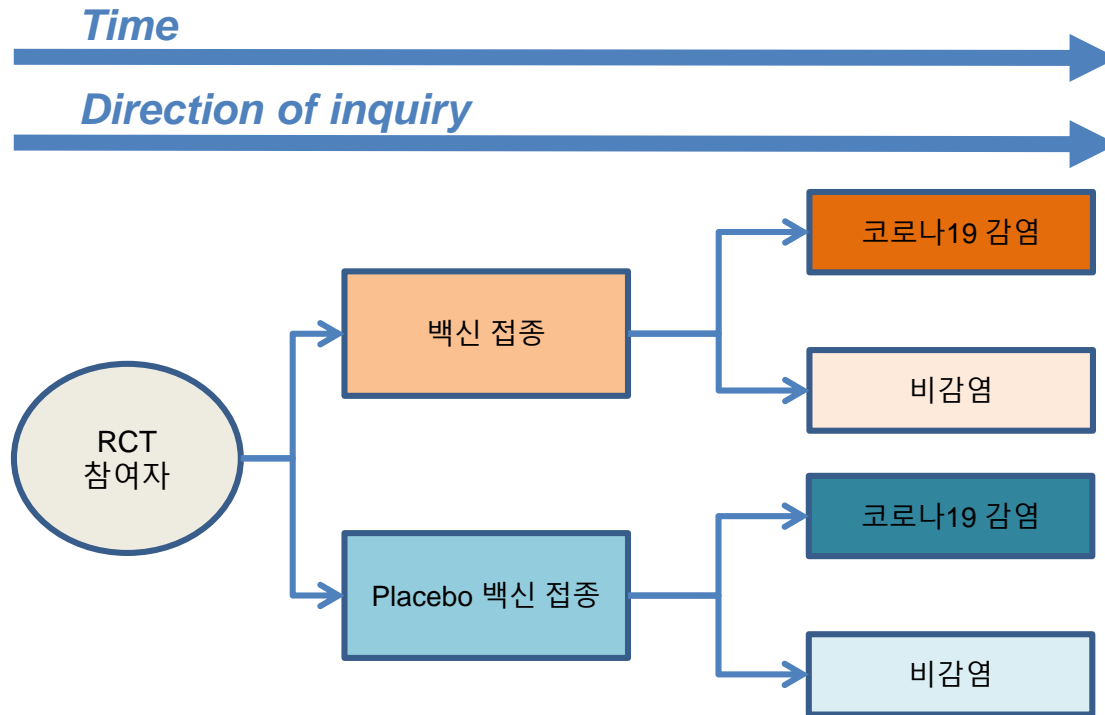 Time
Direction of inquiry
코로나19 감염
백신 접종
비감염
RCT
참여자
코로나19 감염
Placebo 백신 접종
비감염